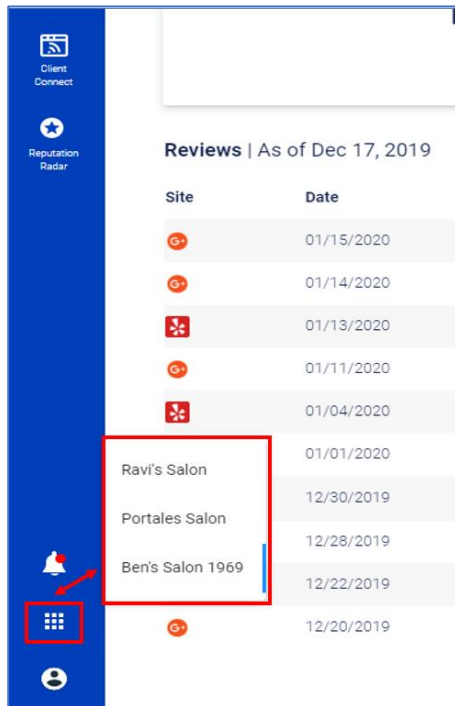 Client
Connect
Reputation
Radar
Reviews | As of Dec 17, 2019
Site Date
G+ 01/15/2020
G+ 01/14/2020
01/13/2020
G+ 01/11/2020
01/04/2020
01/01/2020
Ravi's Salon
12/30/2019
Portales Salon
12/28/2019
Ben's Salon 1969
12/22/2019
G+ 12/20/2019